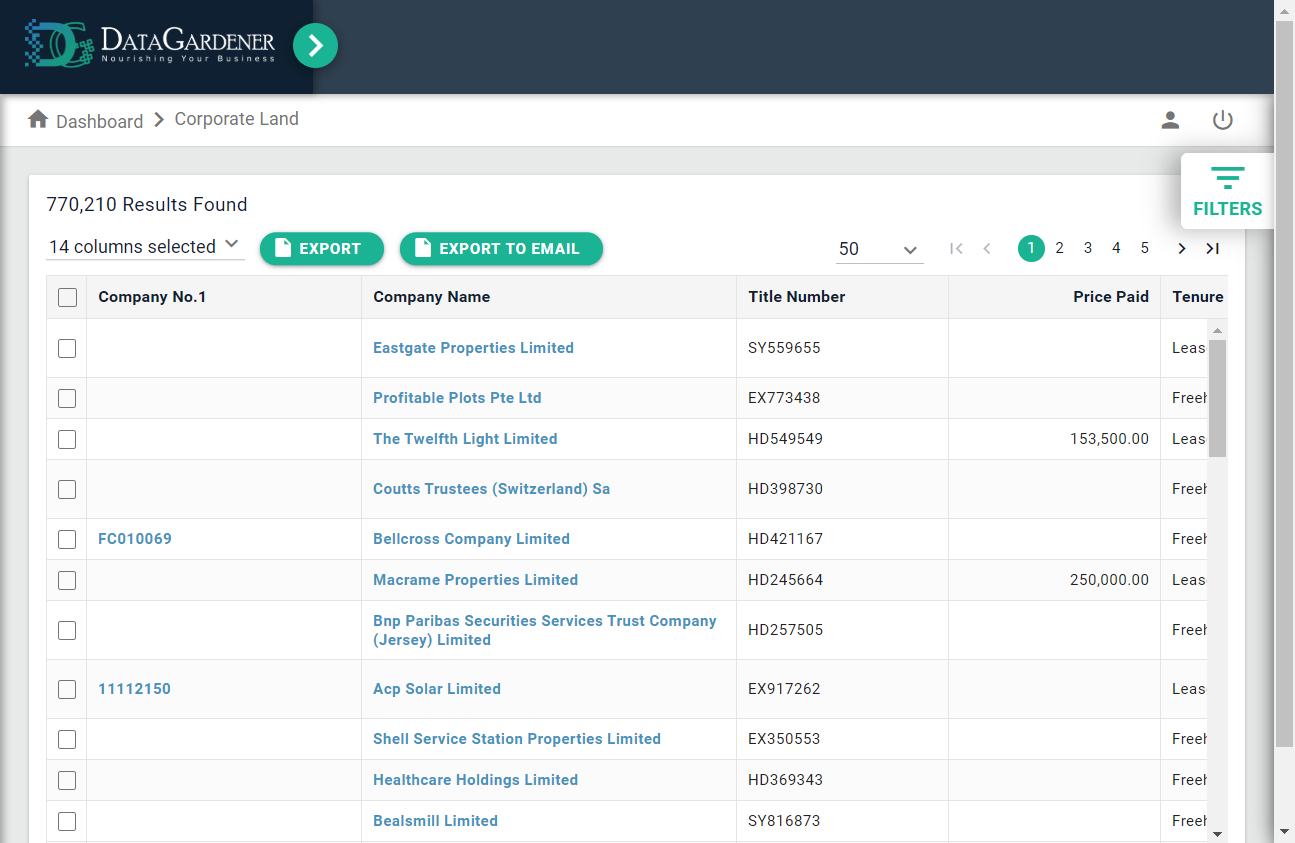 DATAGARDENER
Nourishing Your Business
Dashboard Corporate Land
FILTERS
770,210 Results Found
14 columns selected EXPORT EXPORT TO EMAIL 50 1 2 3 4 5
Company No.1 Company Name Title Number Price Paid Tenure
Eastgate Properties Limited SY559655 Leas
Profitable Plots Pte Ltd EX773438 Freeh
The Twelfth Light Limited HD549549 153,500.00 Leas
Coutts Trustees (Switzerland) Sa HD398730 Freeh
FC010069 Bellcross Company Limited HD421167 Freeh
Macrame Properties Limited HD245664 250,000.00 Leas
Bnp Paribas Securities Services Trust Company
(Jersey) Limited HD257505 Freeh
11112150 Acp Solar Limited EX917262 Leas
Shell Service Station Properties Limited EX350553 Freeh
Healthcare Holdings Limited HD369343 Freeh
Bealsmill Limited SY816873 Freeh